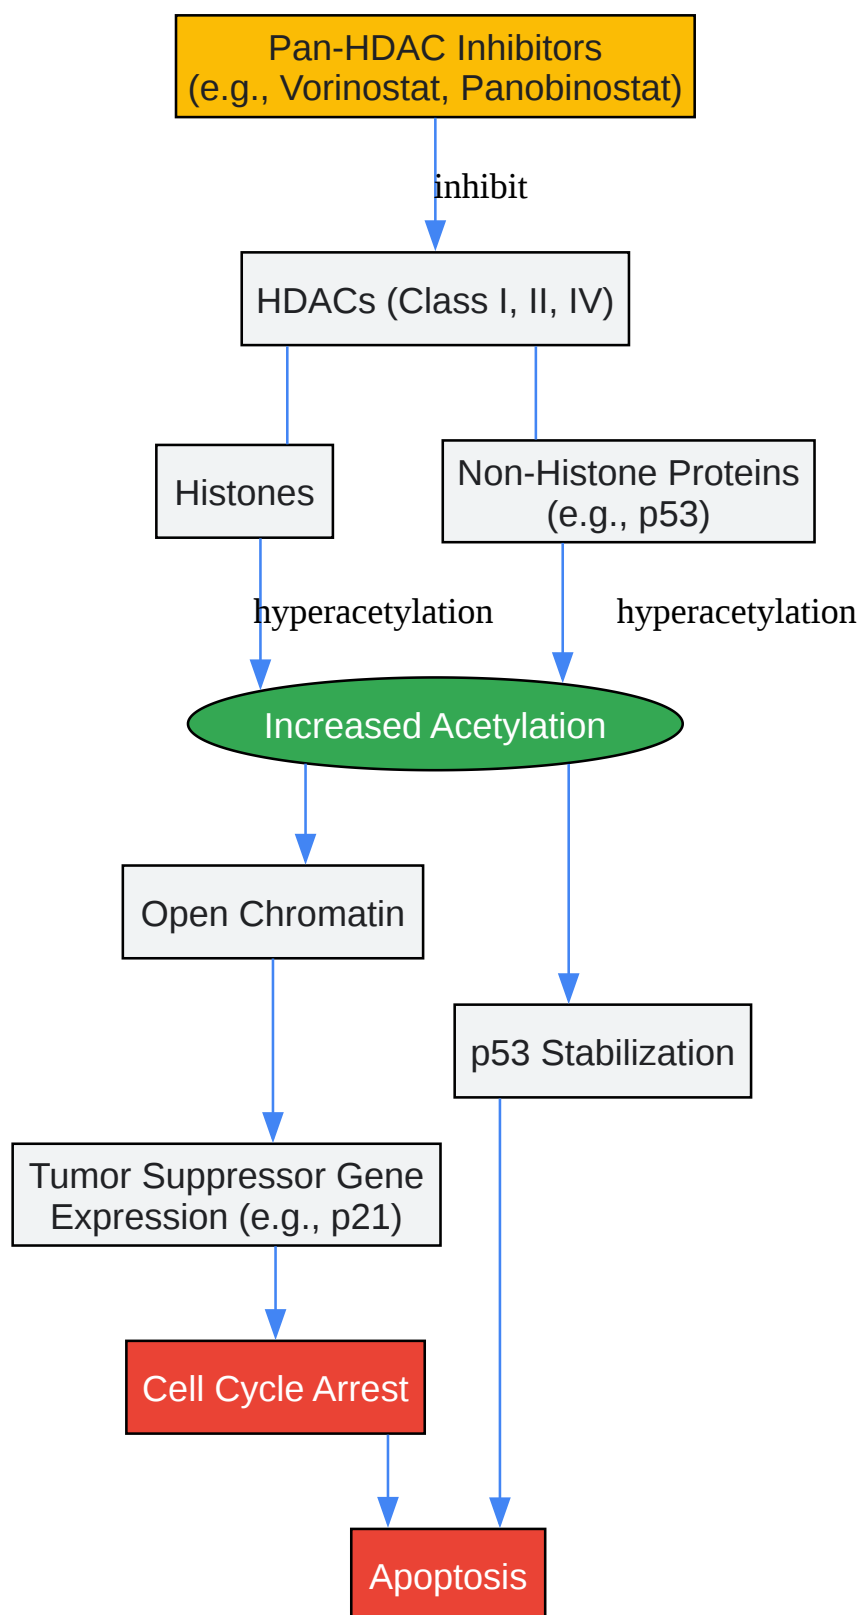 Pan-HDAC Inhibitors
(e.g., Vorinostat, Panobinostat)
inhibit
HDACs (Class I, II, IV)
Histones
Non-Histone Proteins
(e.g., p53)
hyperacetylation
hyperacetylation
Increased Acetylation
Open Chromatin
p53 Stabilization
Tumor Suppressor Gene
Expression (e.g., p21)
Cell Cycle Arrest
Apoptosis